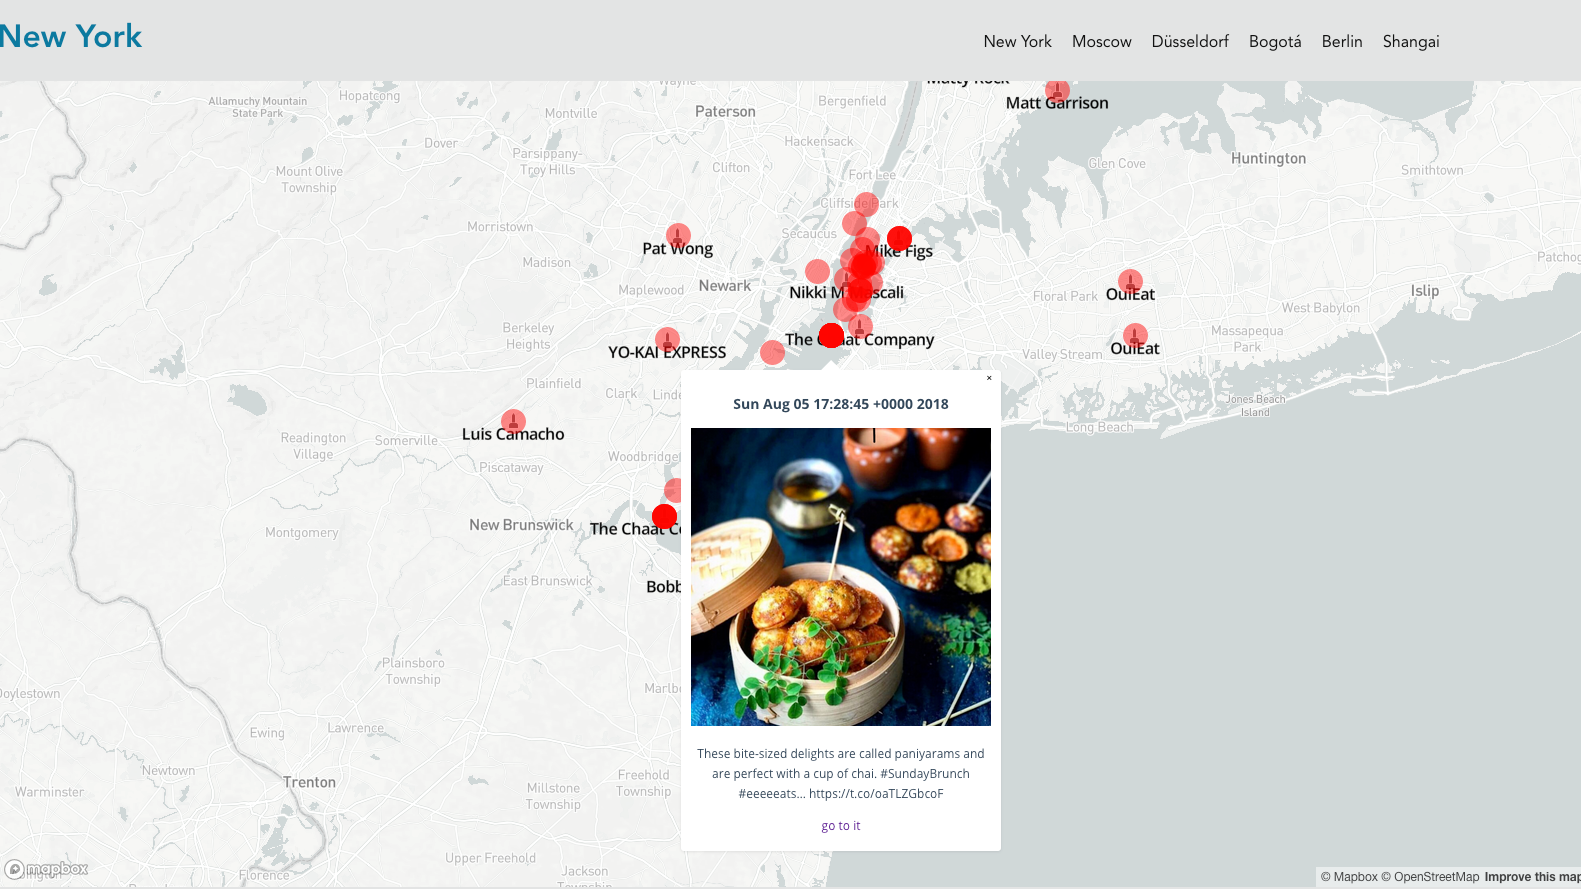 New York
New York Moscow Düsseldorf Bogotá Berlin Shangai
Matty Rock
Wayne
Matt Garrison
Allamuchy Mountain
State Park
Hopatcong
Montville
Paterson
Bergenfield
Dover
Hackensack
Parsippany-
Troy Hills
Clifton
Fort Lee
Glen Cove
Huntington
Smithtown
Mount Olive
Township
Cliffside Park
Morristown
Secaucus
Pat Wong
Mike Figs
Madison
Patchog
Maplewood
Newark
Nikki M Mascali
Floral Park
OuiEat
Islip
West Babylon
Berkeley
Heights
The Chaat Company
Massapequa
Park
YO-KAI EXPRESS
Valley Stream
OuiEat
Plainfield
Clark
Linde
Jones Beach
Island
Long Beach
Luis Camacho
Readington
Village
Somerville
Woodbridge
Piscataway
New Brunswick
The Chaat Co
Montgomery
East Brunswick
Bobb
Plainsboro
Township
Marlb
Doylestown
Ewing
Lawrence
Newtown
Trenton
Freehold
Township
Millstone
Township
Warminster
Upper Freehold
Florence
Jackson
Township
mapbox
×
Sun Aug 05 17:28:45 +0000 2018
These bite-sized delights are called paniyarams and
are perfect with a cup of chai. #SundayBrunch
#eeeeeats… https://t.co/oaTLZGbcoF
go to it
© Mapbox © OpenStreetMap Improve this map